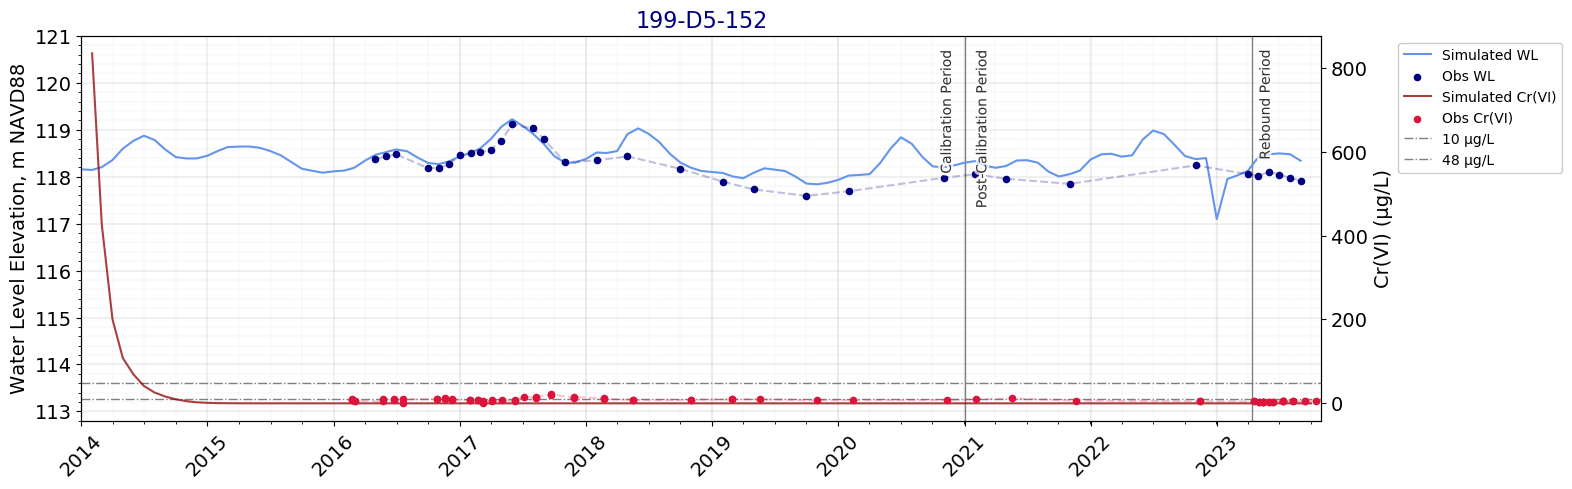 199-D5-152
Water Level Elevation, m NAVD88
121
120
119
118
117
116
115
114
113
2014
2015
2016
2017
2018
2019
2020
2021
2022
2023
Calibration Period
Post-Calibration Period
Rebound Period
800
600
400
200
0
Cr(VI) (µg/L)
Simulated WL
Obs WL
Simulated Cr(VI)
Obs Cr(VI)
10 µg/L
48 µg/L